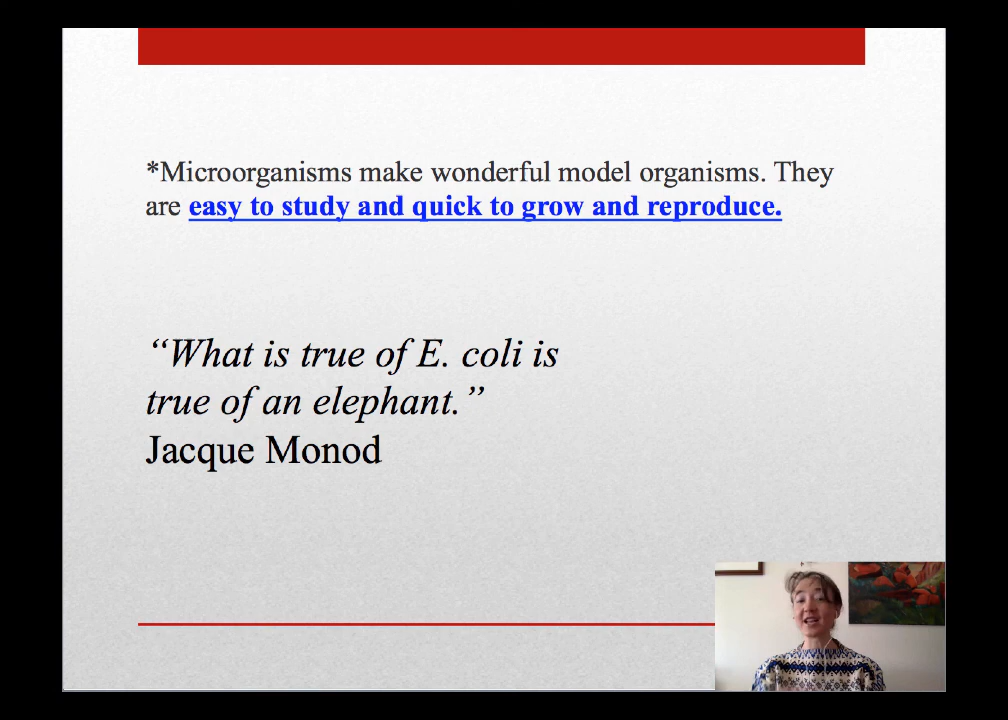 *Microorganisms make wonderful model organisms. They
are easy to study and quick to grow and reproduce.
“What is true of E. coli is
true of an elephant.”
Jacque Monod